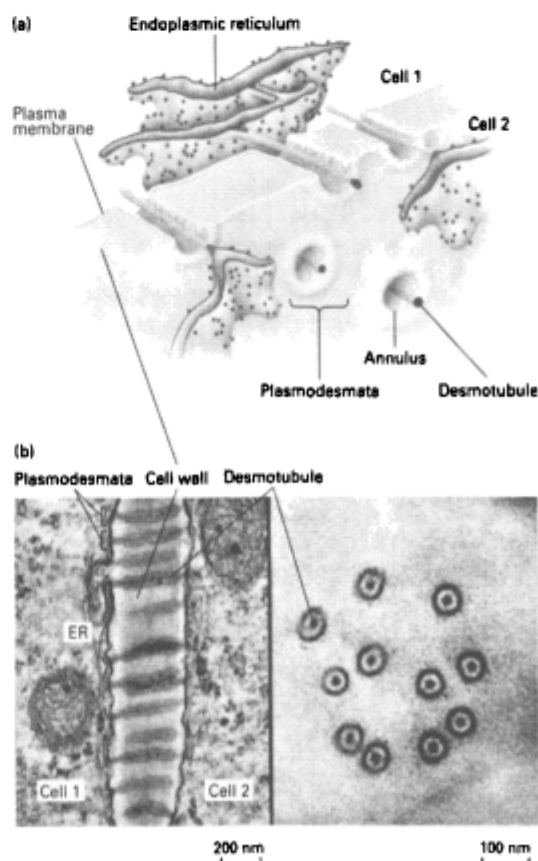 (a)
Endoplasmic reticulum
Plasma
membrane
Cell 1
Cell 2
Annulus
Plasmodesmata
Desmotubule
(b)
Plasmodesmata Cell wall Desmotubule
ER
Cell 1
Cell 2
200 nm
100 nm